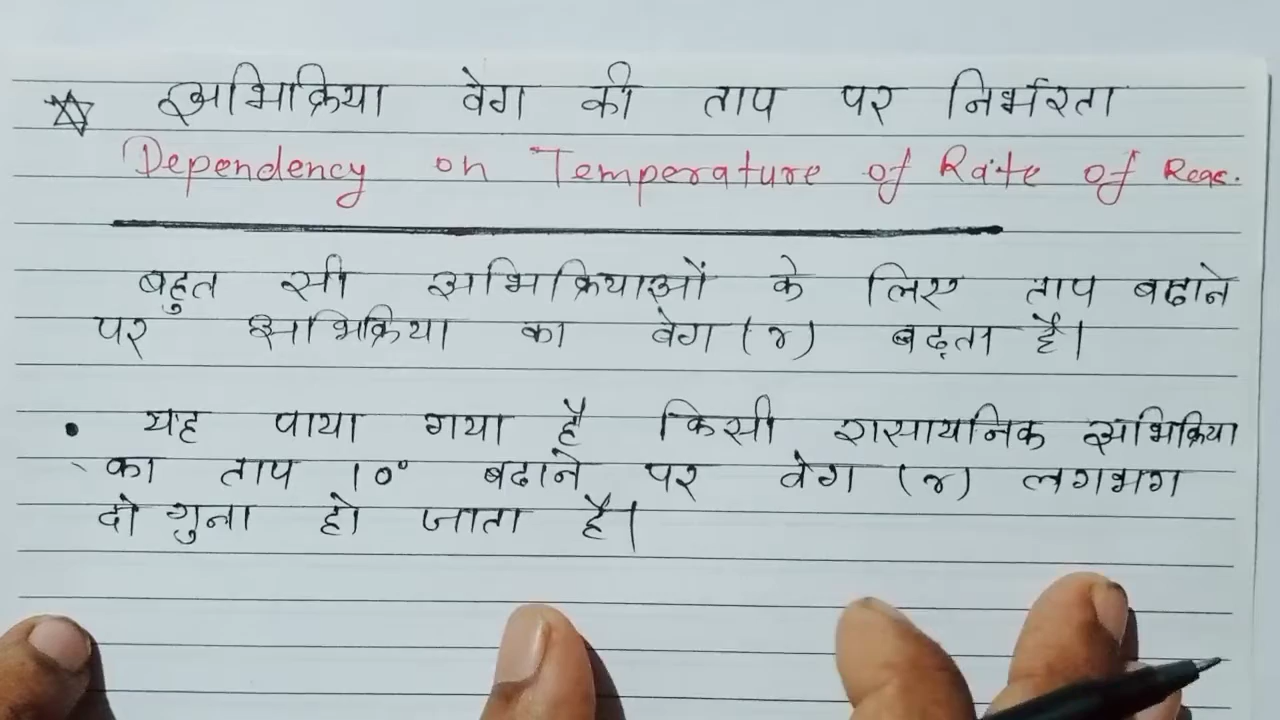 ☆ अभिक्रिया वेग की ताप पर निर्भरता
Dependency on Temperature of Rate of Reac.
बहुत सी अभिक्रियाओं के लिए ताप बढाने
पर अभिक्रिया का वेग (r) बढ़ता है।
• यह पाया गया है किसी रासायनिक अभिक्रिया
का ताप 10° बढाने पर वेग (r) लगभग
दो गुना हो जाता है।